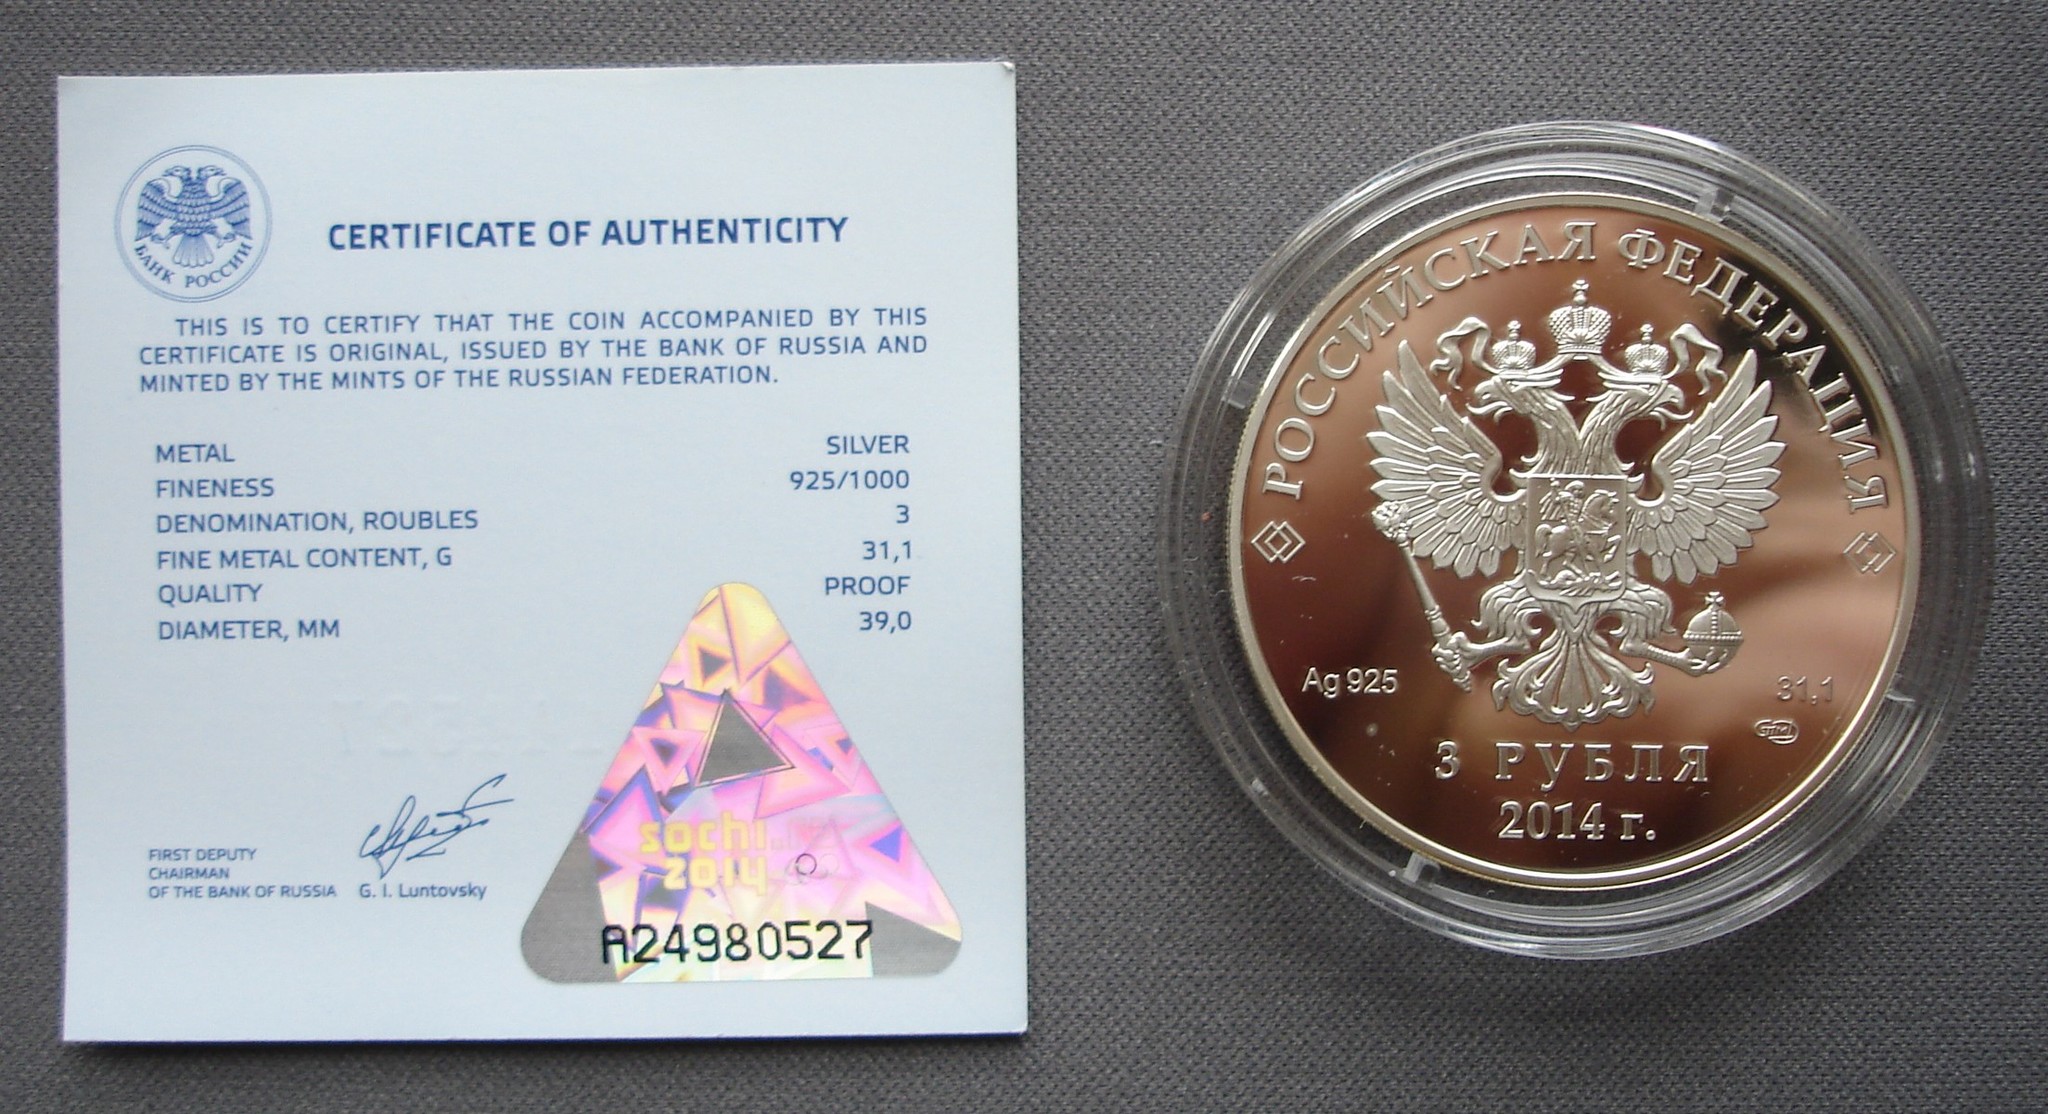 БАНК РОССИИ
CERTIFICATE OF AUTHENTICITY
THIS IS TO CERTIFY THAT THE COIN ACCOMPANIED BY THIS
CERTIFICATE IS ORIGINAL, ISSUED BY THE BANK OF RUSSIA AND
MINTED BY THE MINTS OF THE RUSSIAN FEDERATION.
METAL SILVER
FINENESS 925/1000
DENOMINATION, ROUBLES 3
FINE METAL CONTENT, G 31,1
QUALITY PROOF
DIAMETER, MM 39,0
FIRST DEPUTY
CHAIRMAN
OF THE BANK OF RUSSIA G. I. Luntovsky
sochi.ru
2014
A24980527
РОССИЙСКАЯ ФЕДЕРАЦИЯ
Ag 925 31,1
3 РУБЛЯ
2014 г.